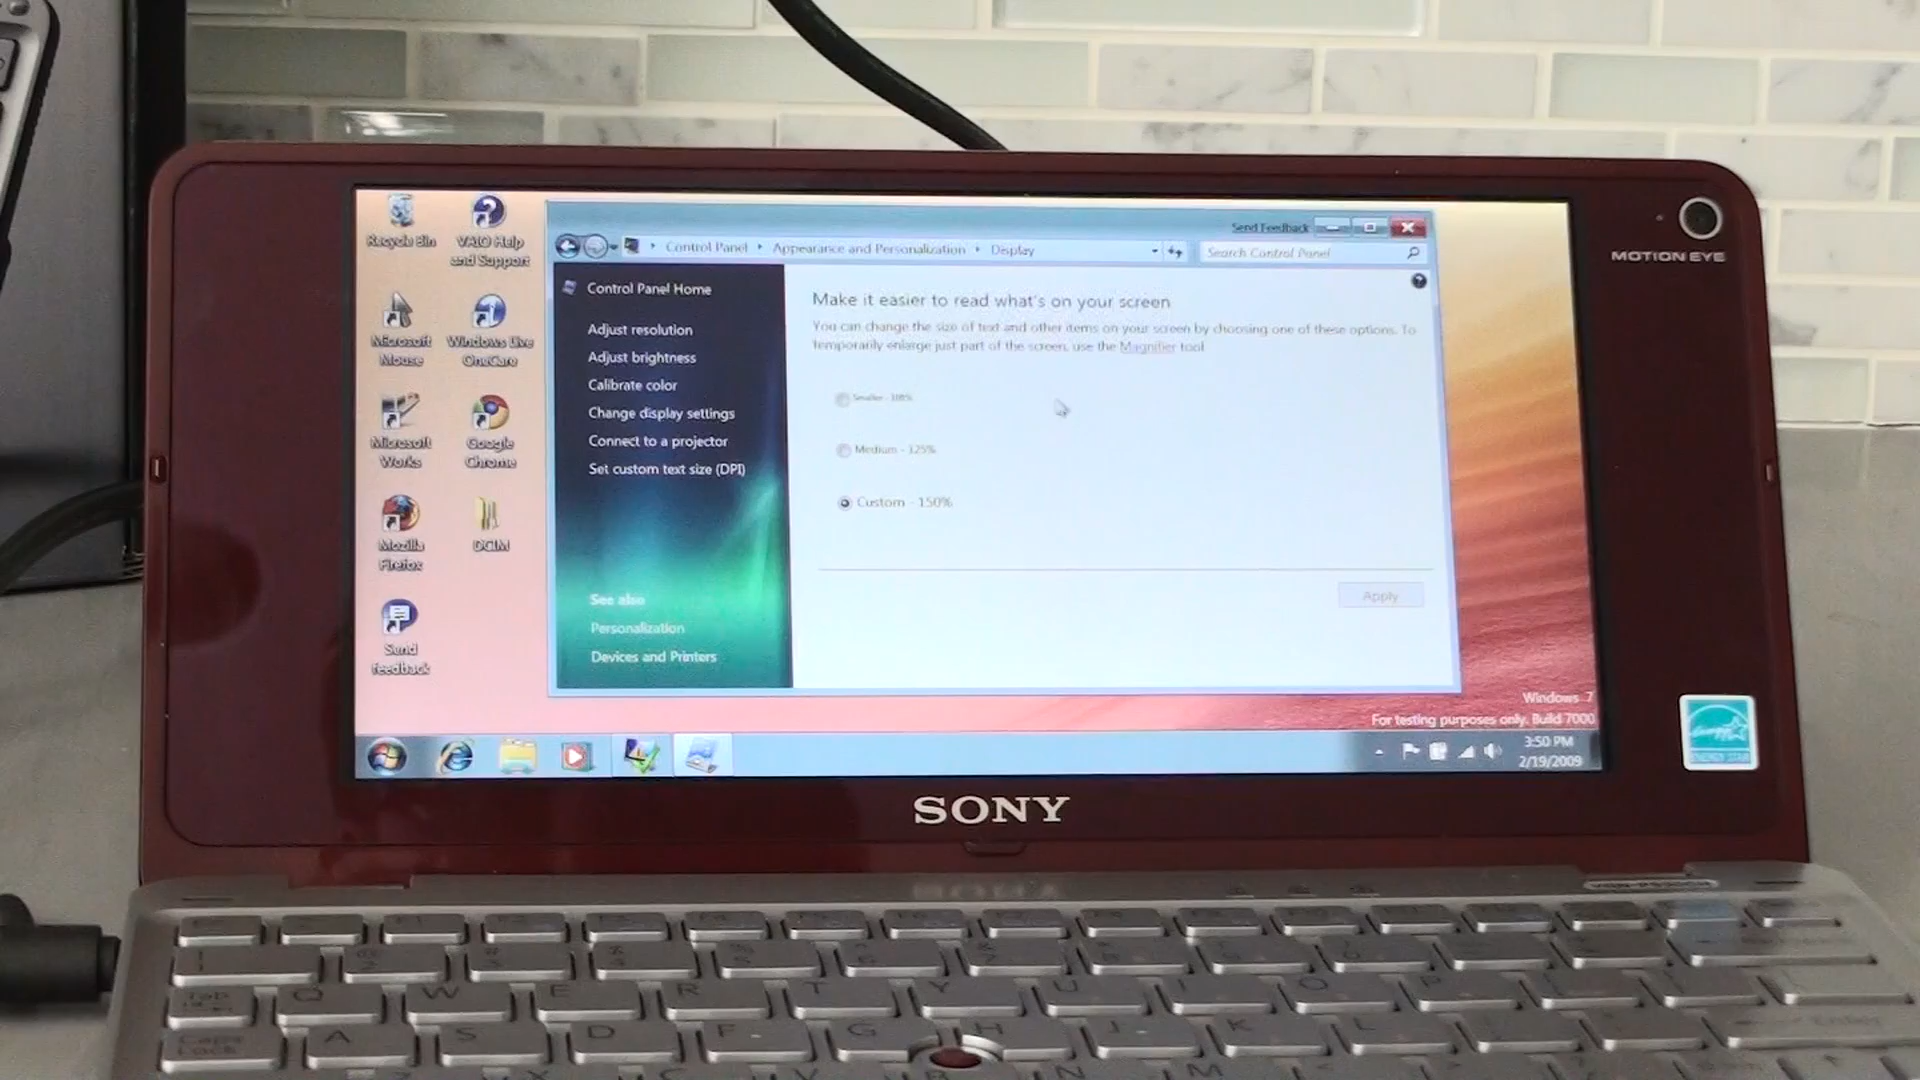 Recycle Bin
VAIO Help
and Support
Microsoft
Mouse
Windows Live
OneCare
Microsoft
Works
Google
Chrome
Mozilla
Firefox
DCIM
Send
feedback
Send Feedback
Control Panel
Appearance and Personalization
Display
Search Control Panel
Control Panel Home
Adjust resolution
Adjust brightness
Calibrate color
Change display settings
Connect to a projector
Set custom text size (DPI)
See also
Personalization
Devices and Printers
Make it easier to read what's on your screen
You can change the size of text and other items on your screen by choosing one of these options. To
temporarily enlarge just part of the screen, use the Magnifier tool
Smaller - 100%
Medium - 125%
Custom - 150%
Apply
Windows 7
For testing purposes only. Build 7000
3:50 PM
2/19/2009
MOTION EYE
SONY
Tab
Q
W
E
R
T
Y
U
I
O
P
Caps
Lock
A
S
D
F
G
H
J
K
L
Enter
X
C
B
N
M